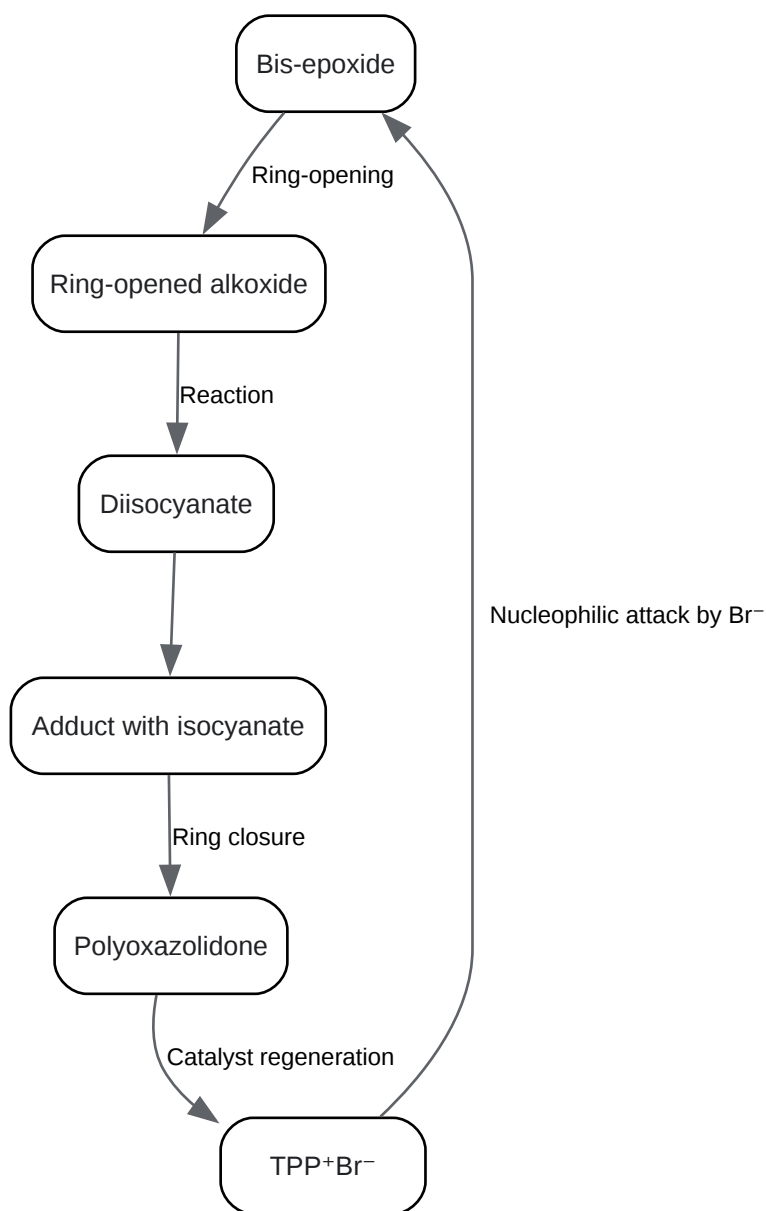 Bis-epoxide
Ring-opening
Ring-opened alkoxide
Reaction
Diisocyanate
Nucleophilic attack by Br⁻
Adduct with isocyanate
Ring closure
Polyoxazolidone
Catalyst regeneration
TPP⁺Br⁻